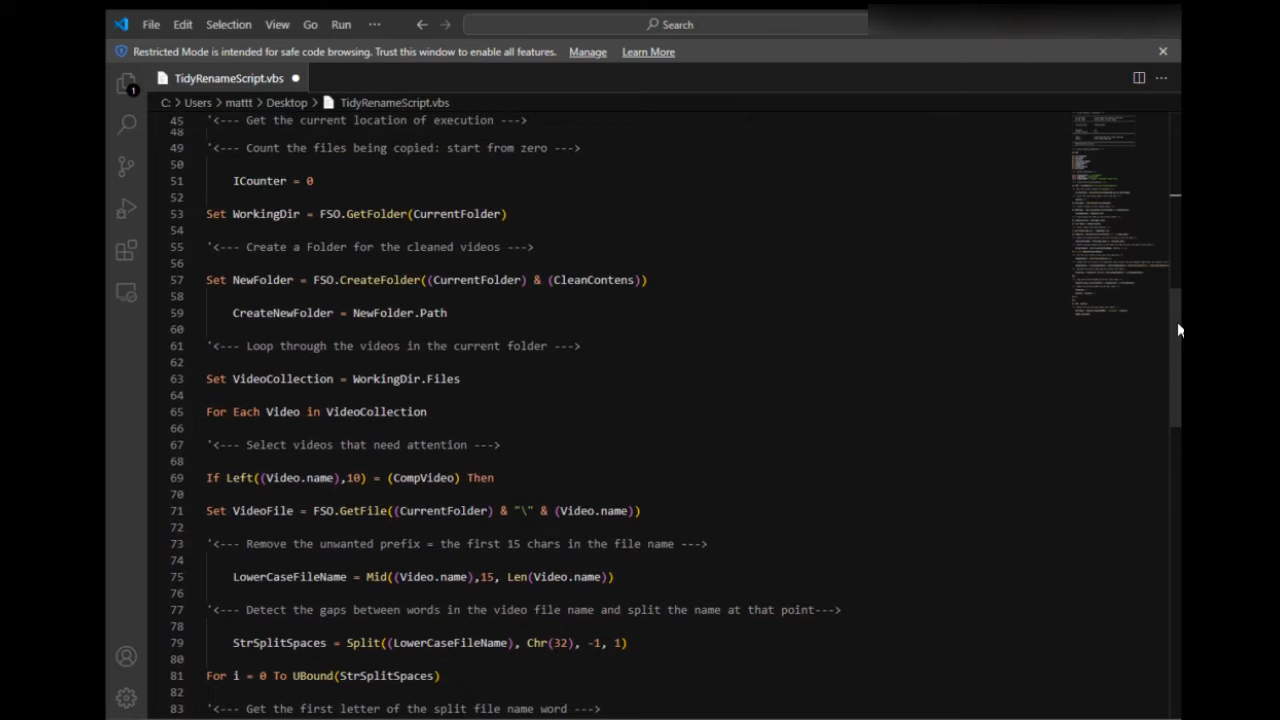 File Edit Selection View Go Run ··· Search
Restricted Mode is intended for safe code browsing. Trust this window to enable all features. Manage Learn More
TidyRenameScript.vbs
C: > Users > mattt > Desktop > TidyRenameScript.vbs
1
45 '<--- Get the current location of execution --->
48
49 '<--- Count the files being copied: start from zero --->
50
51 ICounter = 0
52
53 Set WorkingDir = FSO.GetFolder(CurrentFolder)
54
55 '<--- Create a Folder for the cleaned videos --->
56
57 Set NewFolder = FSO.CreateFolder((CurrentFolder) & (CleanContens))
58
59 CreateNewFolder = NewFolder.Path
60
61 '<--- Loop through the videos in the current folder --->
62
63 Set VideoCollection = WorkingDir.Files
64
65 For Each Video in VideoCollection
66
67 '<--- Select videos that need attention --->
68
69 If Left((Video.name),10) = (CompVideo) Then
70
71 Set VideoFile = FSO.GetFile((CurrentFolder) & "\" & (Video.name))
72
73 '<--- Remove the unwanted prefix = the first 15 chars in the file name --->
74
75 LowerCaseFileName = Mid((Video.name),15, Len(Video.name))
76
77 '<--- Detect the gaps between words in the video file name and split the name at that point--->
78
79 StrSplitSpaces = Split((LowerCaseFileName), Chr(32), -1, 1)
80
81 For i = 0 To UBound(StrSplitSpaces)
82
83 '<--- Get the first letter of the split file name word --->